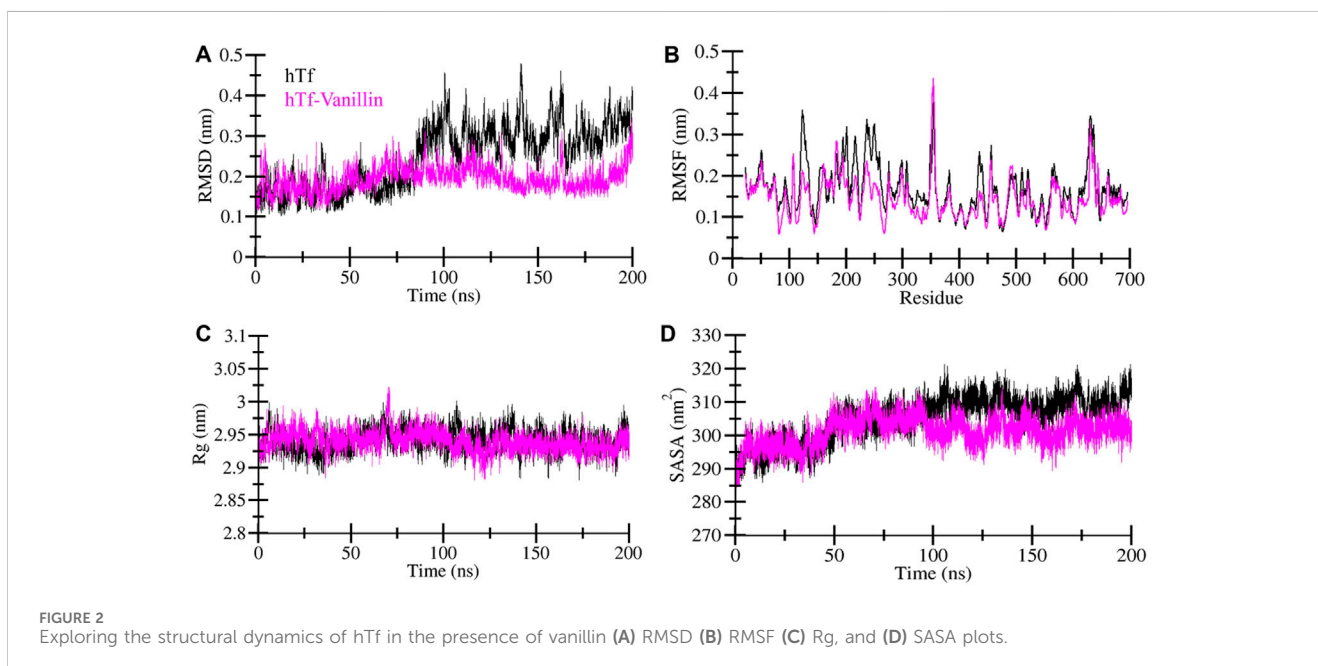 A
0.5
0.4
0.3
0.2
0.1
0
RMSD (nm)
hTf
hTf-Vanillin
0 50 100 150 200
Time (ns)
B
0.5
0.4
0.3
0.2
0.1
0
RMSF (nm)
0 100 200 300 400 500 600 700
Residue
C
3.1
3.05
3
2.95
2.9
2.85
2.8
Rg (nm)
0 50 100 150 200
Time (ns)
D
330
320
310
300
290
280
270
SASA (nm²)
0 50 100 150 200
Time (ns)
FIGURE 2
Exploring the structural dynamics of hTf in the presence of vanillin (A) RMSD (B) RMSF (C) Rg, and (D) SASA plots.